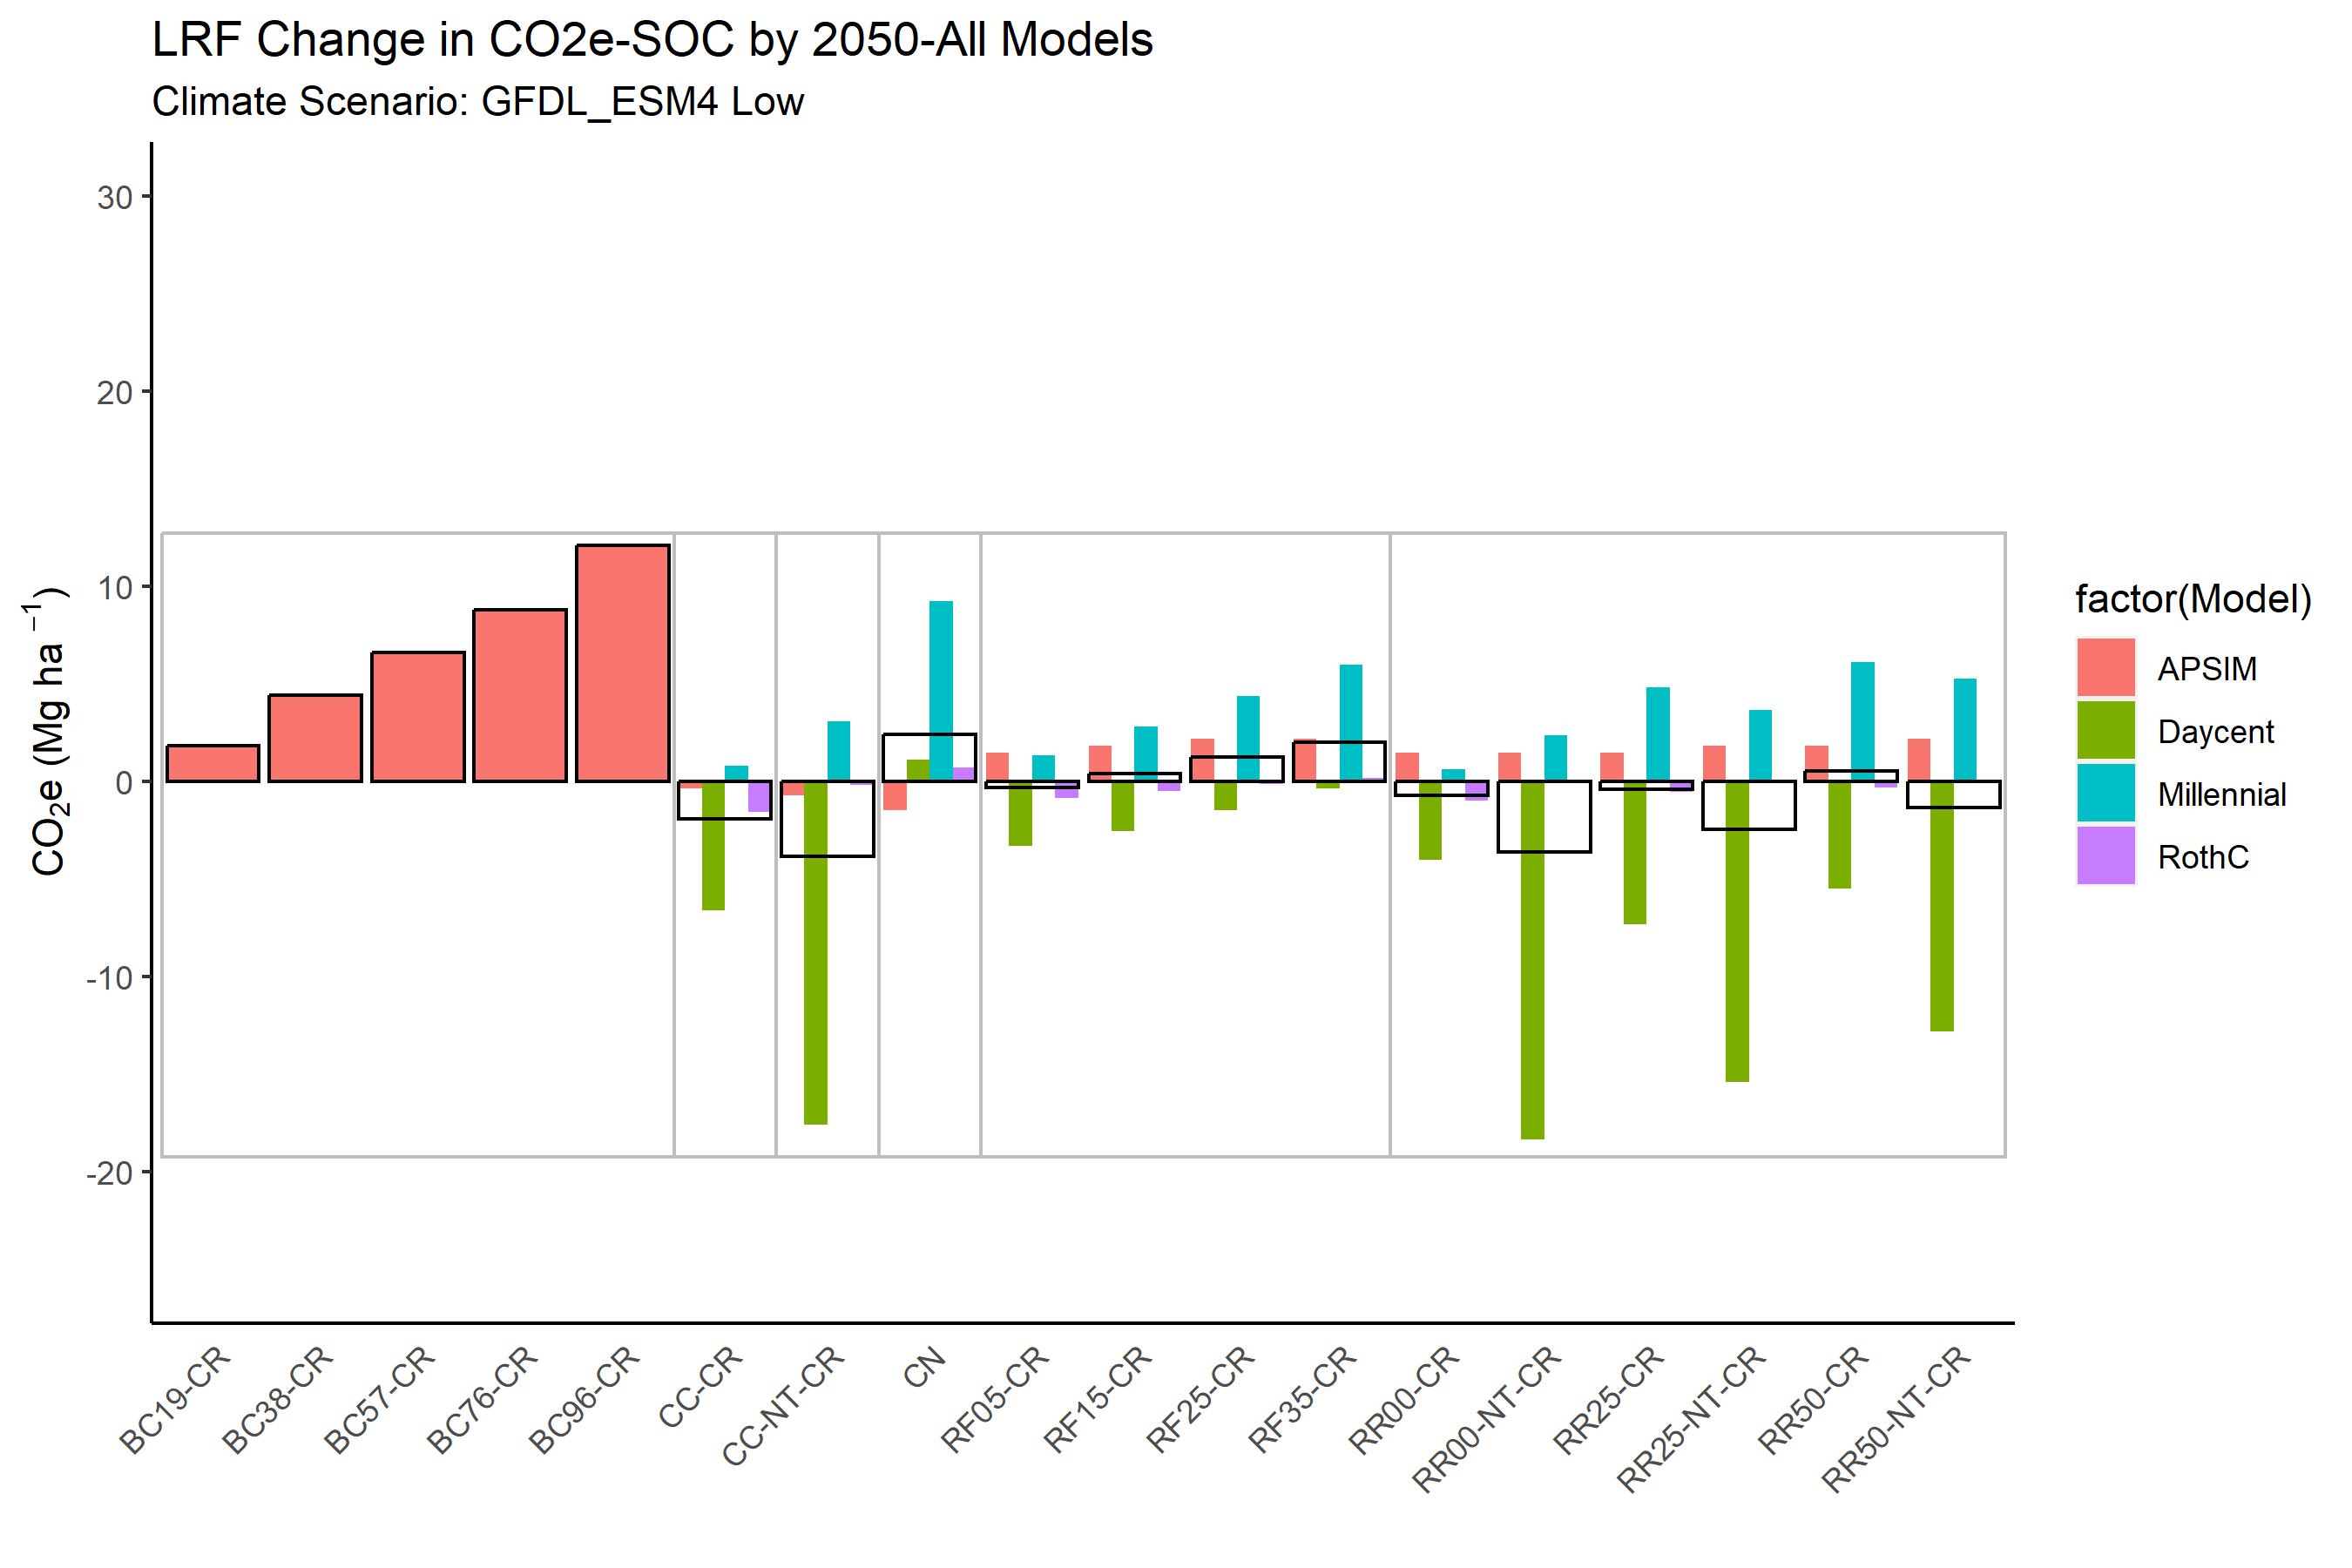 LRF Change in CO2e-SOC by 2050-All Models
Climate Scenario: GFDL_ESM4 Low
30
20
10
0
-10
-20
CO₂e (Mg ha ⁻¹)
BC19-CR
BC38-CR
BC57-CR
BC76-CR
BC96-CR
CC-CR
CC-NT-CR
CN
RF05-CR
RF15-CR
RF25-CR
RF35-CR
RR00-CR
RR00-NT-CR
RR25-CR
RR25-NT-CR
RR50-CR
RR50-NT-CR
factor(Model)
APSIM
Daycent
Millennial
RothC